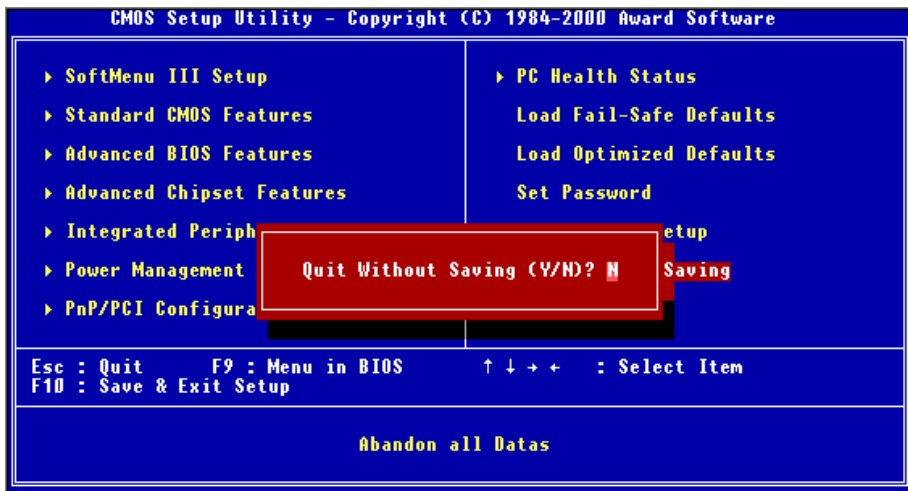 CMOS Setup Utility - Copyright (C) 1984-2000 Award Software
SoftMenu III Setup
Standard CMOS Features
Advanced BIOS Features
Advanced Chipset Features
Integrated Periph
Power Management
PnP/PCI Configura
PC Health Status
Load Fail-Safe Defaults
Load Optimized Defaults
Set Password
etup
Saving
Quit Without Saving (Y/N)? N
Esc : Quit F9 : Menu in BIOS ↑ ↓ → ← : Select Item
F10 : Save & Exit Setup
Abandon all Datas